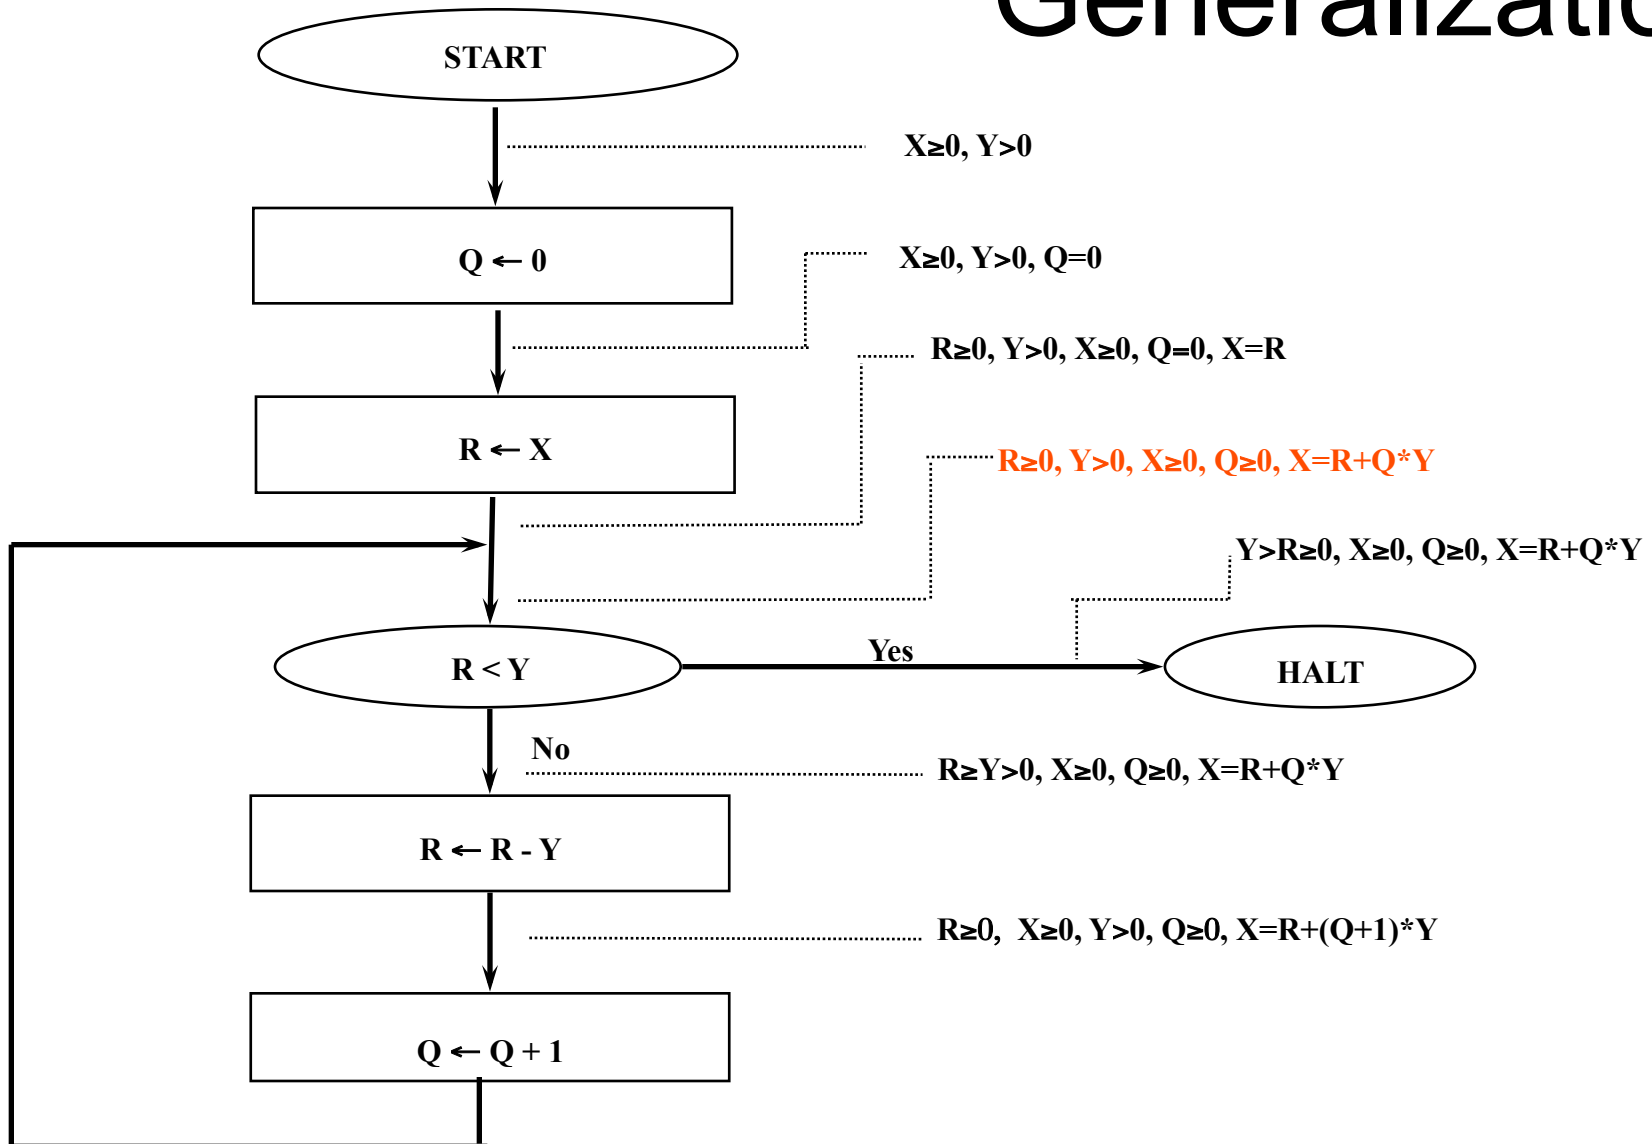 Generalizatio
START
X≥0, Y>0
Q ← 0
X≥0, Y>0, Q=0
R≥0, Y>0, X≥0, Q=0, X=R
R ← X
R≥0, Y>0, X≥0, Q≥0, X=R+Q*Y
Y>R≥0, X≥0, Q≥0, X=R+Q*Y
R < Y
Yes
HALT
No
R≥Y>0, X≥0, Q≥0, X=R+Q*Y
R ← R - Y
R≥0, X≥0, Y>0, Q≥0, X=R+(Q+1)*Y
Q ← Q + 1